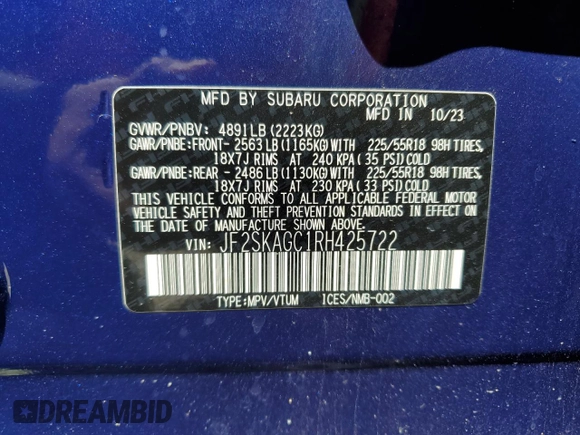 MFD BY SUBARU CORPORATION
MFD IN 10/23
GVWR/PNBV: 4891LB (2223KG)
GAWR/PNBE:FRONT- 2563 LB (1165KG) WITH 225/55R18 98H TIRES,
18X7J RIMS AT 240 KPA (35 PSI) COLD
GAWR/PNBE:REAR - 2486 LB (1130KG) WITH 225/55R18 98H TIRES,
18X7J RIMS AT 230 KPA (33 PSI) COLD
THIS VEHICLE CONFORMS TO ALL APPLICABLE FEDERAL MOTOR
VEHICLE SAFETY AND THEFT PREVENTION STANDARDS IN EFFECT ON
THE DATE OF MANUFACTURE SHOWN ABOVE.
VIN: JF2SKAGC1RH425722
TYPE:MPV/VTUM ICES/NMB-002
DREAMBID